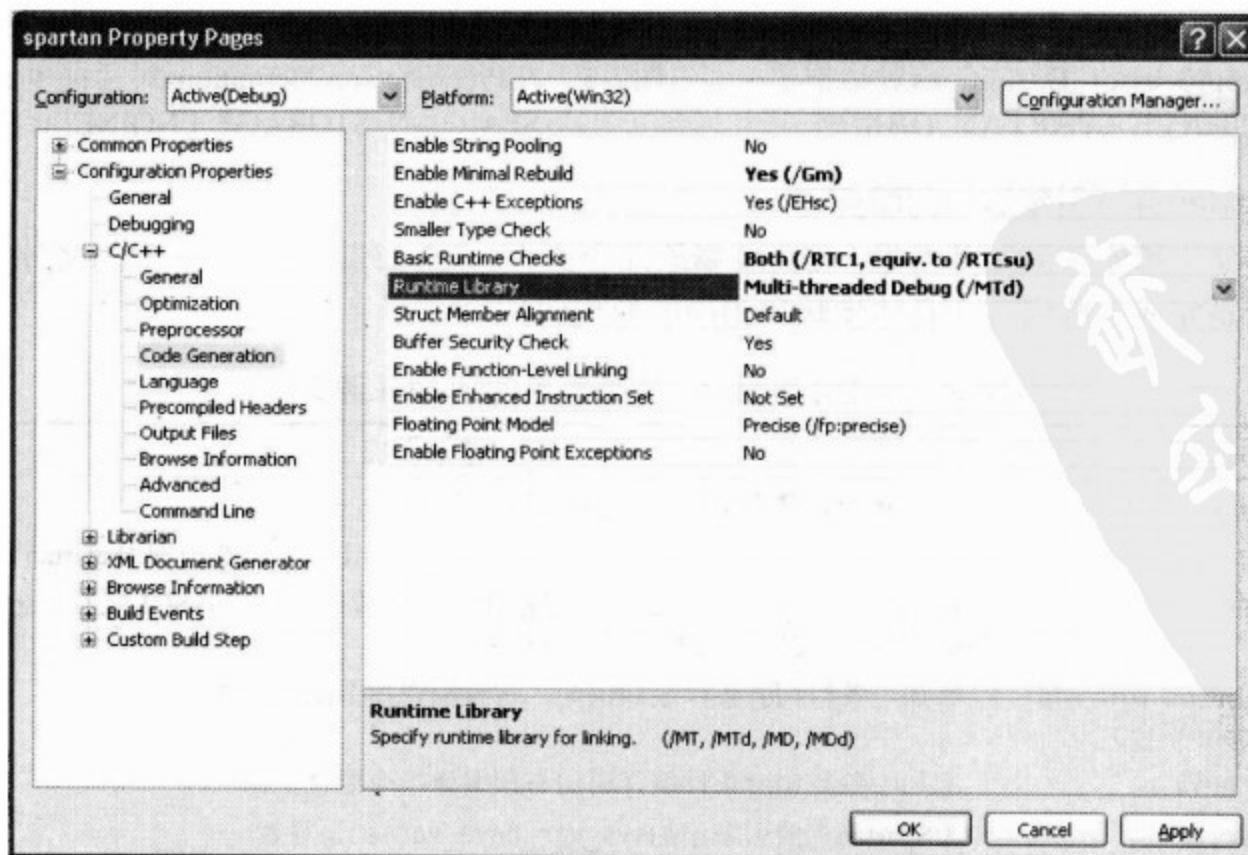 spartan Property Pages
Configuration: Active(Debug) Platform: Active(Win32) Configuration Manager...
Common Properties
Configuration Properties
General
Debugging
C/C++
General
Optimization
Preprocessor
Code Generation
Language
Precompiled Headers
Output Files
Browse Information
Advanced
Command Line
Librarian
XML Document Generator
Browse Information
Build Events
Custom Build Step
Enable String Pooling No
Enable Minimal Rebuild Yes (/Gm)
Enable C++ Exceptions Yes (/EHsc)
Smaller Type Check No
Basic Runtime Checks Both (/RTC1, equiv. to /RTCsu)
Runtime Library Multi-threaded Debug (/MTd)
Struct Member Alignment Default
Buffer Security Check Yes
Enable Function-Level Linking No
Enable Enhanced Instruction Set Not Set
Floating Point Model Precise (/fp:precise)
Enable Floating Point Exceptions No
Runtime Library
Specify runtime library for linking. (/MT, /MTd, /MD, /MDd)
OK Cancel Apply